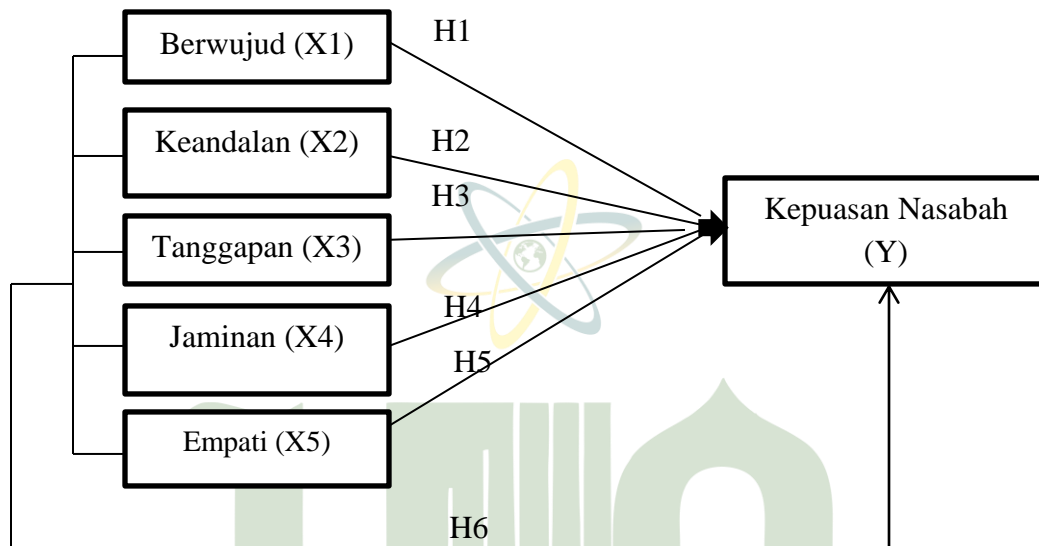 Berwujud (X1)
H1
Keandalan (X2)
H2
H3
Tanggapan (X3)
Kepuasan Nasabah
(Y)
Jaminan (X4)
H4
H5
Empati (X5)
H6